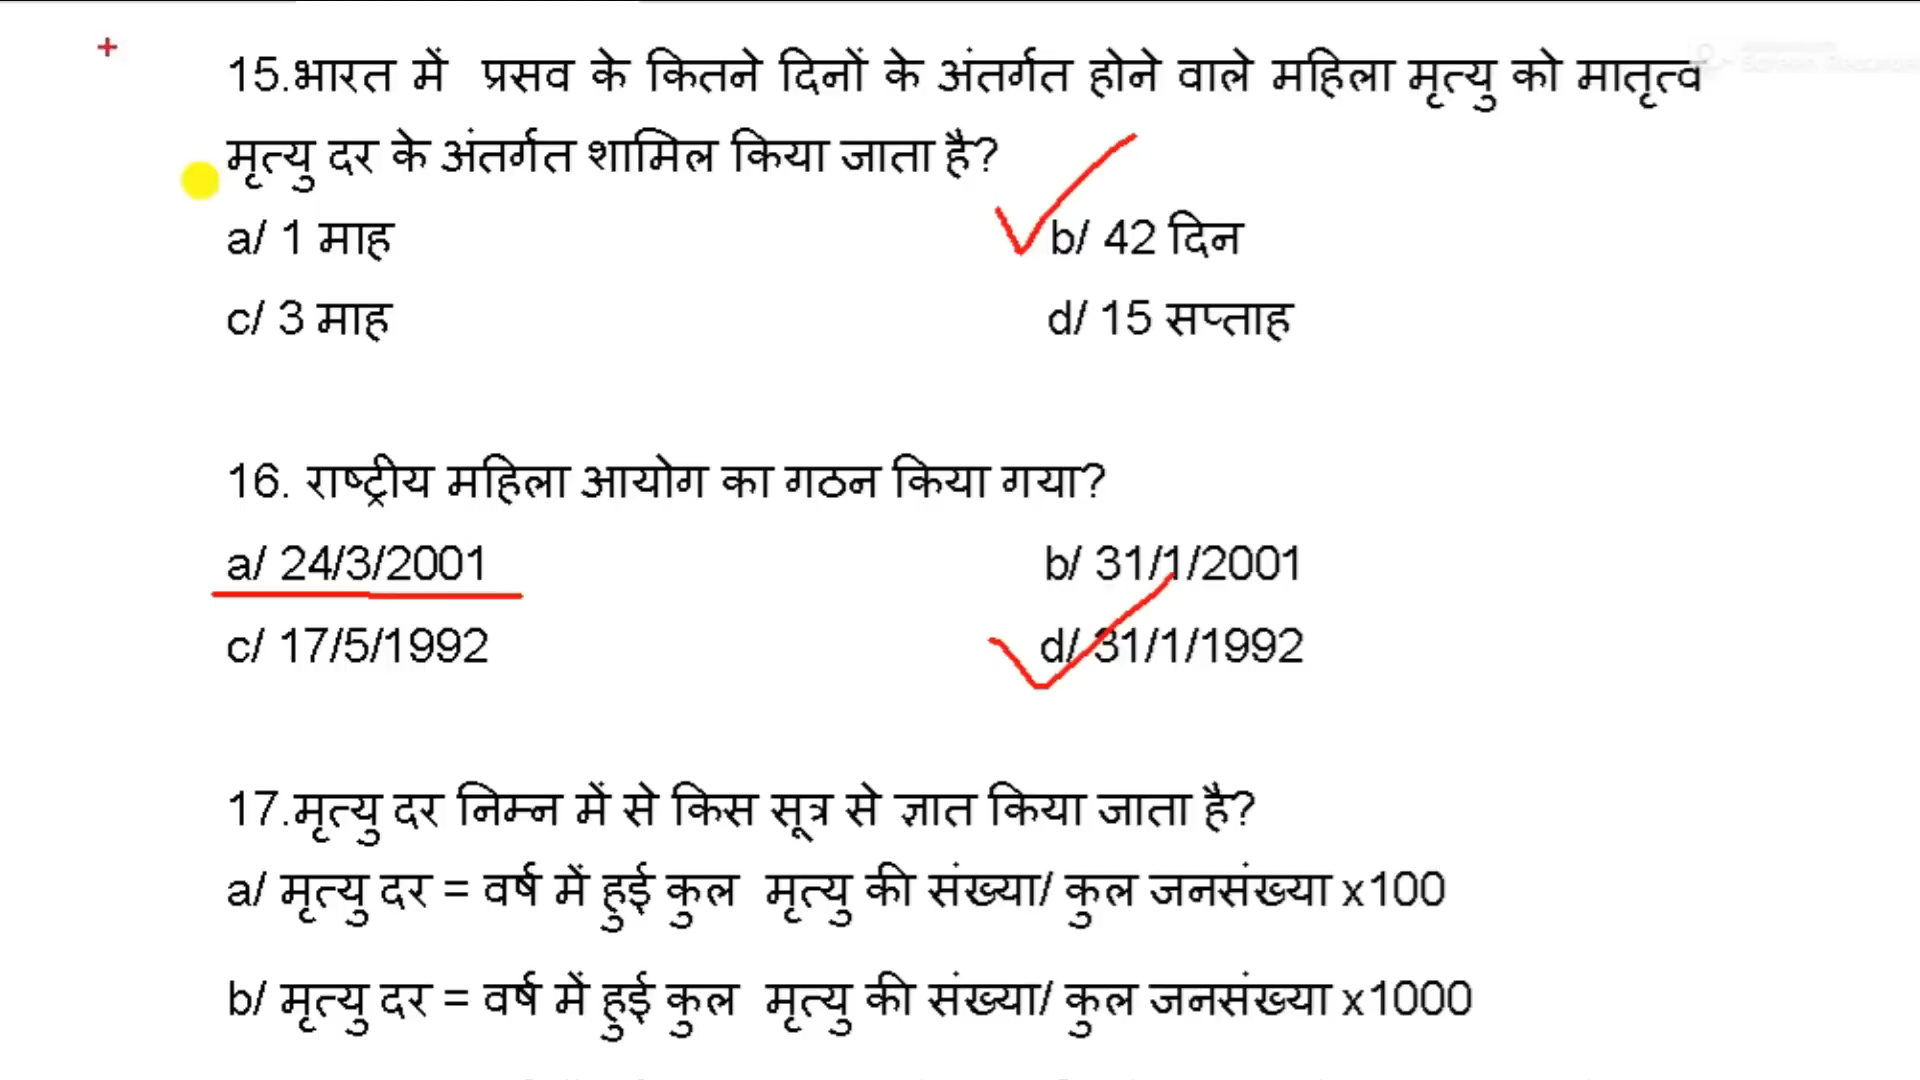 15.भारत में प्रसव के कितने दिनों के अंतर्गत होने वाले महिला मृत्यु को मातृत्व
मृत्यु दर के अंतर्गत शामिल किया जाता है?
a/ 1 माह b/ 42 दिन
c/ 3 माह d/ 15 सप्ताह
16. राष्ट्रीय महिला आयोग का गठन किया गया?
a/ 24/3/2001 b/ 31/1/2001
c/ 17/5/1992 d/ 31/1/1992
17.मृत्यु दर निम्न में से किस सूत्र से ज्ञात किया जाता है?
a/ मृत्यु दर = वर्ष में हुई कुल मृत्यु की संख्या/ कुल जनसंख्या x100
b/ मृत्यु दर = वर्ष में हुई कुल मृत्यु की संख्या/ कुल जनसंख्या x1000